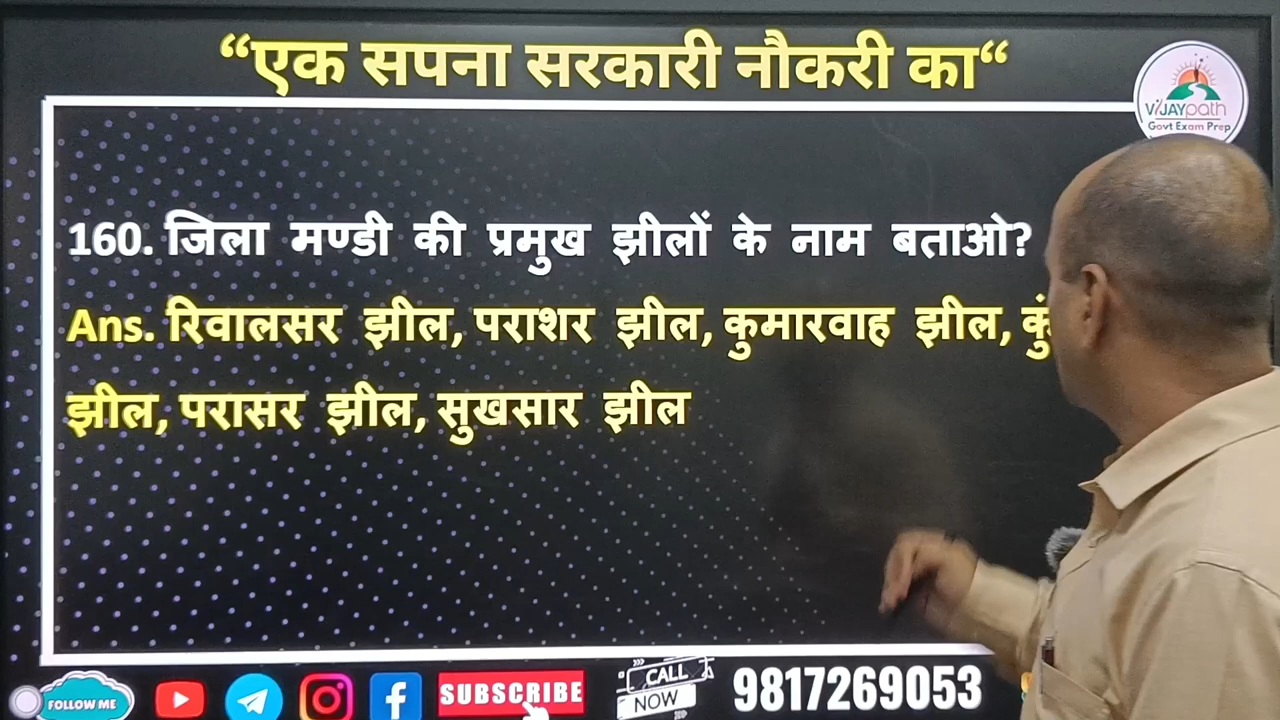 “एक सपना सरकारी नौकरी का“
VIJAYpath
Govt Exam Prep
160. जिला मण्डी की प्रमुख झीलों के नाम बताओ?
Ans. रिवालसर झील, पराशर झील, कुमारवाह झील,
झील, परासर झील, सुखसार झील
FOLLOW ME
SUBSCRIBE
CALL
NOW
9817269053